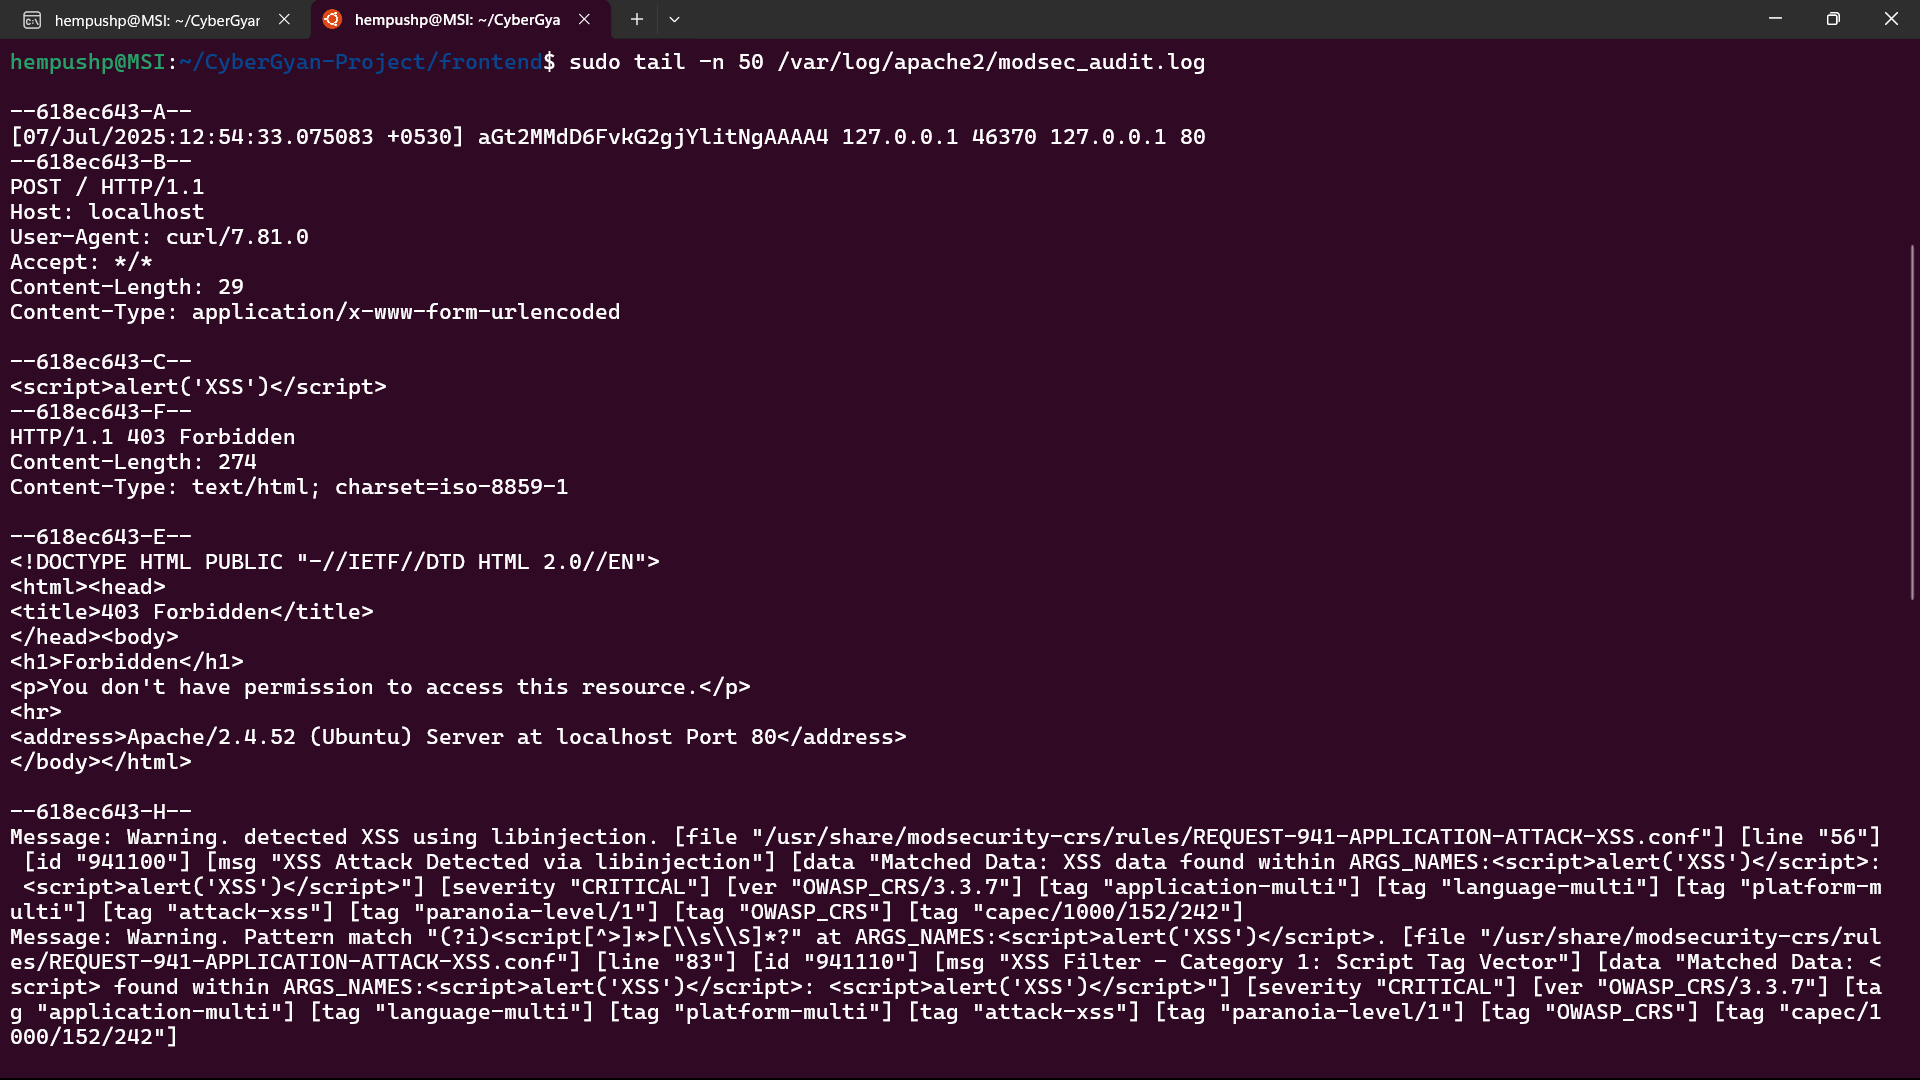 hempushp@MSI: ~/CyberGyar
hempushp@MSI: ~/CyberGya
hempushp@MSI:~/CyberGyan-Project/frontend$ sudo tail -n 50 /var/log/apache2/modsec_audit.log
--618ec643-A--
[07/Jul/2025:12:54:33.075083 +0530] aGt2MMdD6FvkG2gjYlitNgAAAA4 127.0.0.1 46370 127.0.0.1 80
--618ec643-B--
POST / HTTP/1.1
Host: localhost
User-Agent: curl/7.81.0
Accept: */*
Content-Length: 29
Content-Type: application/x-www-form-urlencoded
--618ec643-C--
<script>alert('XSS')</script>
--618ec643-F--
HTTP/1.1 403 Forbidden
Content-Length: 274
Content-Type: text/html; charset=iso-8859-1
--618ec643-E--
<!DOCTYPE HTML PUBLIC "-//IETF//DTD HTML 2.0//EN">
<html><head>
<title>403 Forbidden</title>
</head><body>
<h1>Forbidden</h1>
<p>You don't have permission to access this resource.</p>
<hr>
<address>Apache/2.4.52 (Ubuntu) Server at localhost Port 80</address>
</body></html>
--618ec643-H--
Message: Warning. detected XSS using libinjection. [file "/usr/share/modsecurity-crs/rules/REQUEST-941-APPLICATION-ATTACK-XSS.conf"] [line "56"]
[id "941100"] [msg "XSS Attack Detected via libinjection"] [data "Matched Data: XSS data found within ARGS_NAMES:<script>alert('XSS')</script>:
<script>alert('XSS')</script>"] [severity "CRITICAL"] [ver "OWASP_CRS/3.3.7"] [tag "application-multi"] [tag "language-multi"] [tag "platform-m
ulti"] [tag "attack-xss"] [tag "paranoia-level/1"] [tag "OWASP_CRS"] [tag "capec/1000/152/242"]
Message: Warning. Pattern match "(?i)<script[^>]*>[\\s\\S]*?" at ARGS_NAMES:<script>alert('XSS')</script>. [file "/usr/share/modsecurity-crs/rul
es/REQUEST-941-APPLICATION-ATTACK-XSS.conf"] [line "83"] [id "941110"] [msg "XSS Filter - Category 1: Script Tag Vector"] [data "Matched Data: <
script> found within ARGS_NAMES:<script>alert('XSS')</script>: <script>alert('XSS')</script>"] [severity "CRITICAL"] [ver "OWASP_CRS/3.3.7"] [ta
g "application-multi"] [tag "language-multi"] [tag "platform-multi"] [tag "attack-xss"] [tag "paranoia-level/1"] [tag "OWASP_CRS"] [tag "capec/1
000/152/242"]